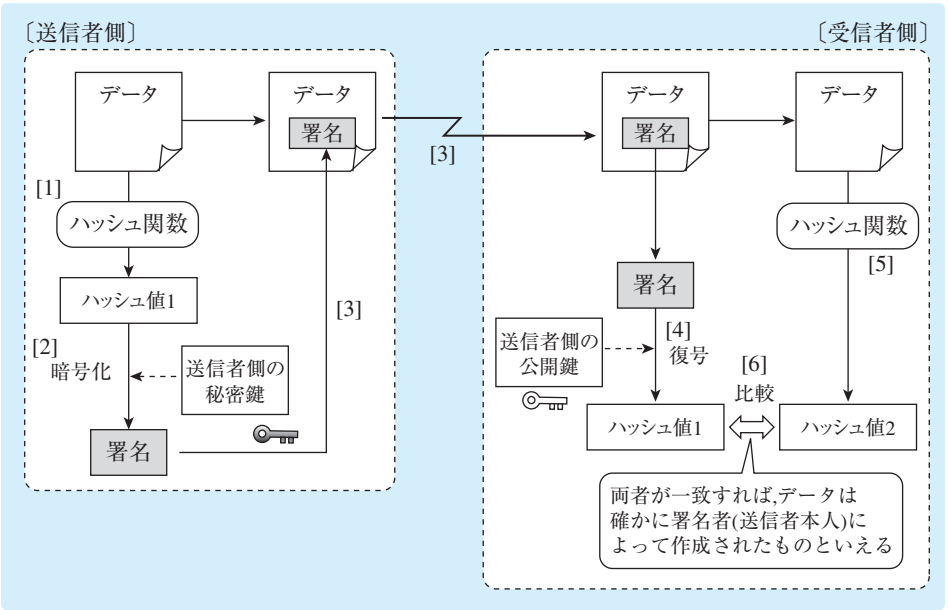 〔送信者側〕
データ
データ
署名
[1]
ハッシュ関数
ハッシュ値1
[2]
暗号化
送信者側の
秘密鍵
署名
[3]
[3]
〔受信者側〕
データ
署名
データ
ハッシュ関数
[5]
署名
送信者側の
公開鍵
[4]
復号
[6]
比較
ハッシュ値1
ハッシュ値2
両者が一致すれば,データは
確かに署名者(送信者本人)に
よって作成されたものといえる